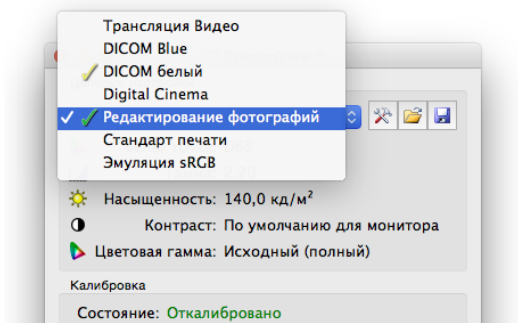 Трансляция Видео
DICOM Blue
DICOM белый
Digital Cinema
Редактирование фотографий
Стандарт печати
Эмуляция sRGB
Насыщенность: 140,0 кд/м²
Контраст: По умолчанию для монитора
Цветовая гамма: Исходный (полный)
Калибровка
Состояние: Откалибровано